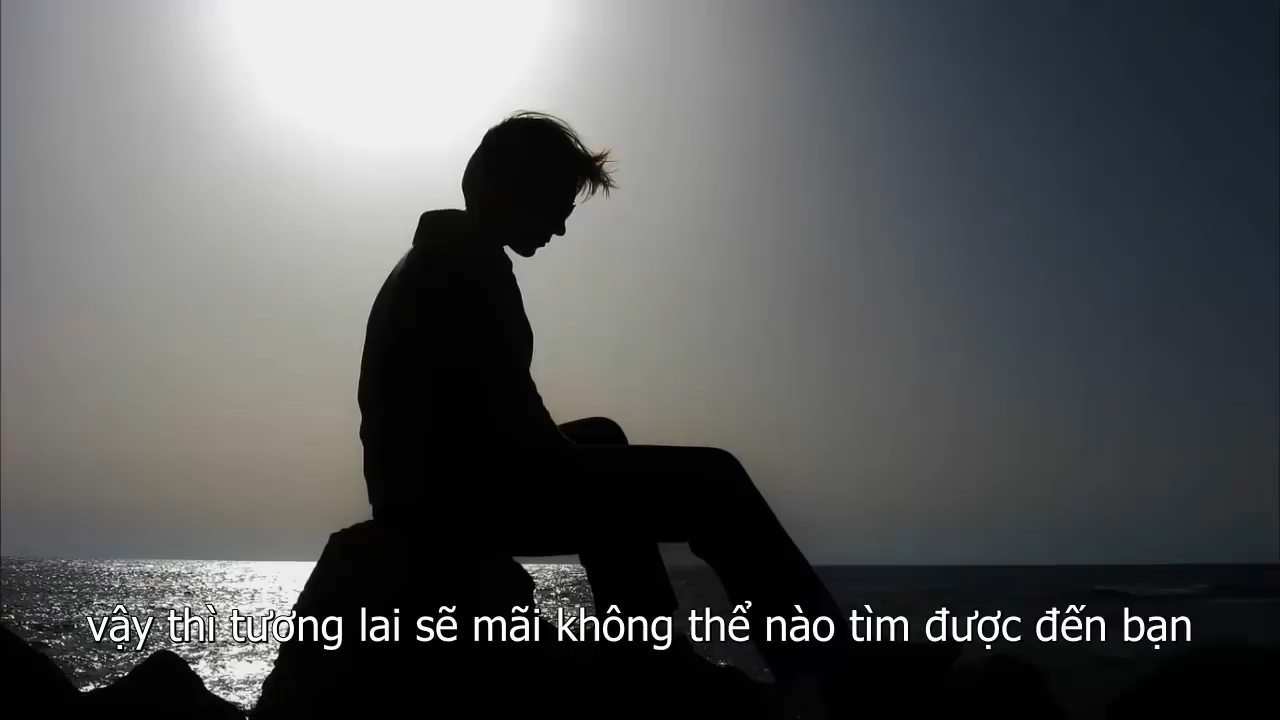 vậy thì tương lai sẽ mãi không thể nào tìm được đến bạn